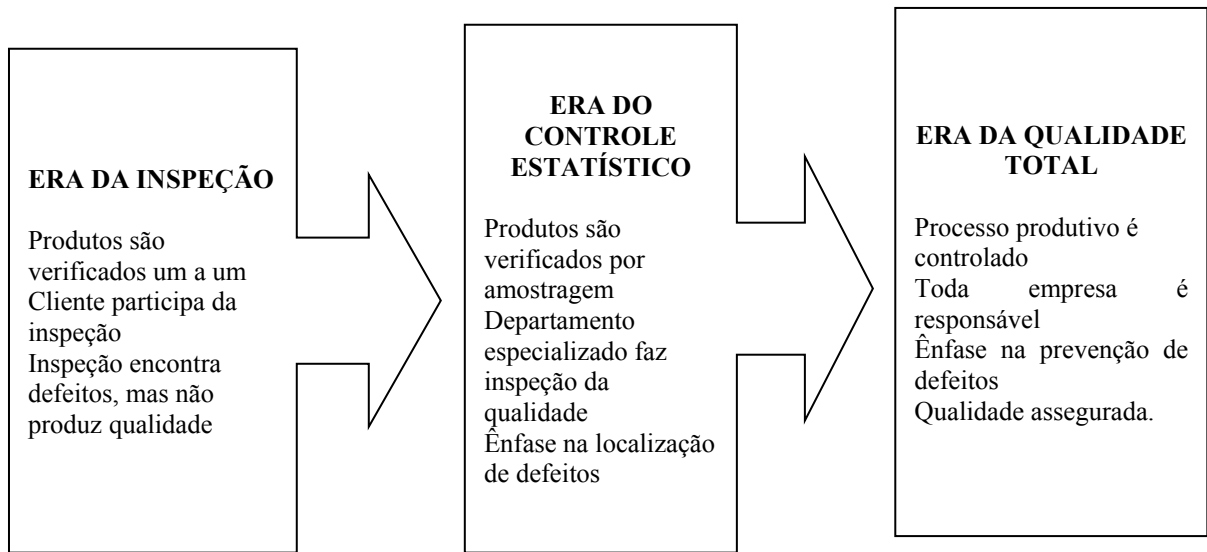 ERA DA INSPEÇÃO
Produtos são
verificados um a um
Cliente participa da
inspeção
Inspeção encontra
defeitos, mas não
produz qualidade
ERA DO
CONTROLE
ESTATÍSTICO
Produtos são
verificados por
amostragem
Departamento
especializado faz
inspeção da
qualidade
Ênfase na localização
de defeitos
ERA DA QUALIDADE
TOTAL
Processo produtivo é
controlado
Toda empresa é
responsável
Ênfase na prevenção de
defeitos
Qualidade assegurada.